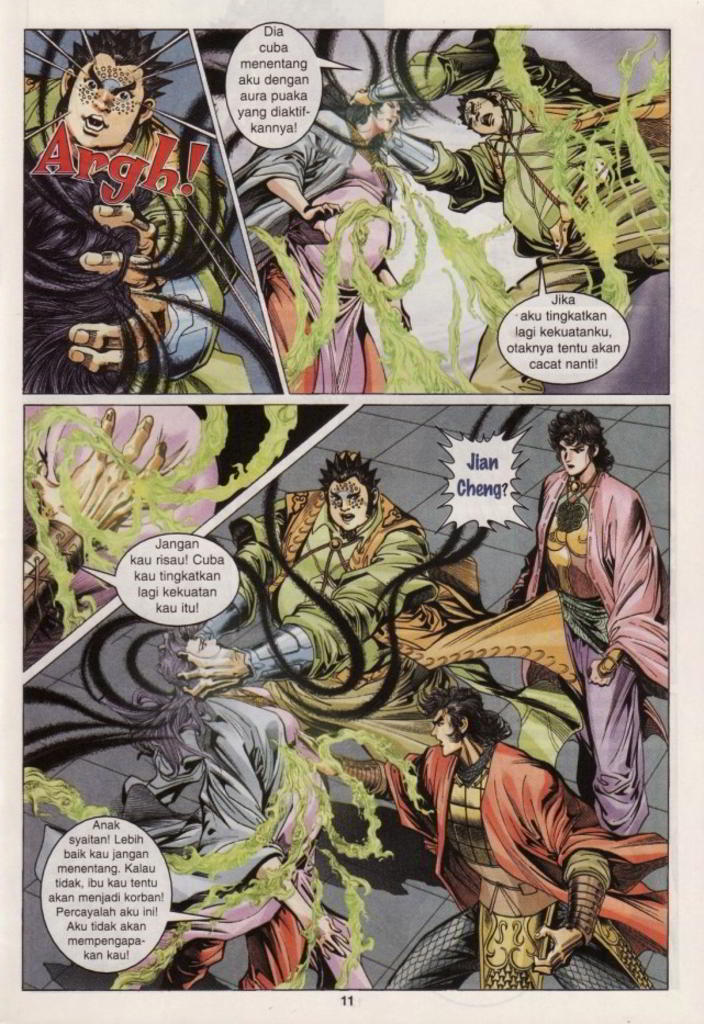 Argh!
Dia
cuba
menentang
aku dengan
aura puaka
yang diaktif-
kannya!
Jika
aku tingkatkan
lagi kekuatanku,
otaknya tentu akan
cacat nanti!
Jangan
kau risau! Cuba
kau tingkatkan
lagi kekuatan
kau itu!
Jian
Cheng?
Anak
syaitan! Lebih
baik kau jangan
menentang. Kalau
tidak, ibu kau tentu
akan menjadi korban!
Percayalah aku ini!
Aku tidak akan
mempengapa-
kan kau!
11